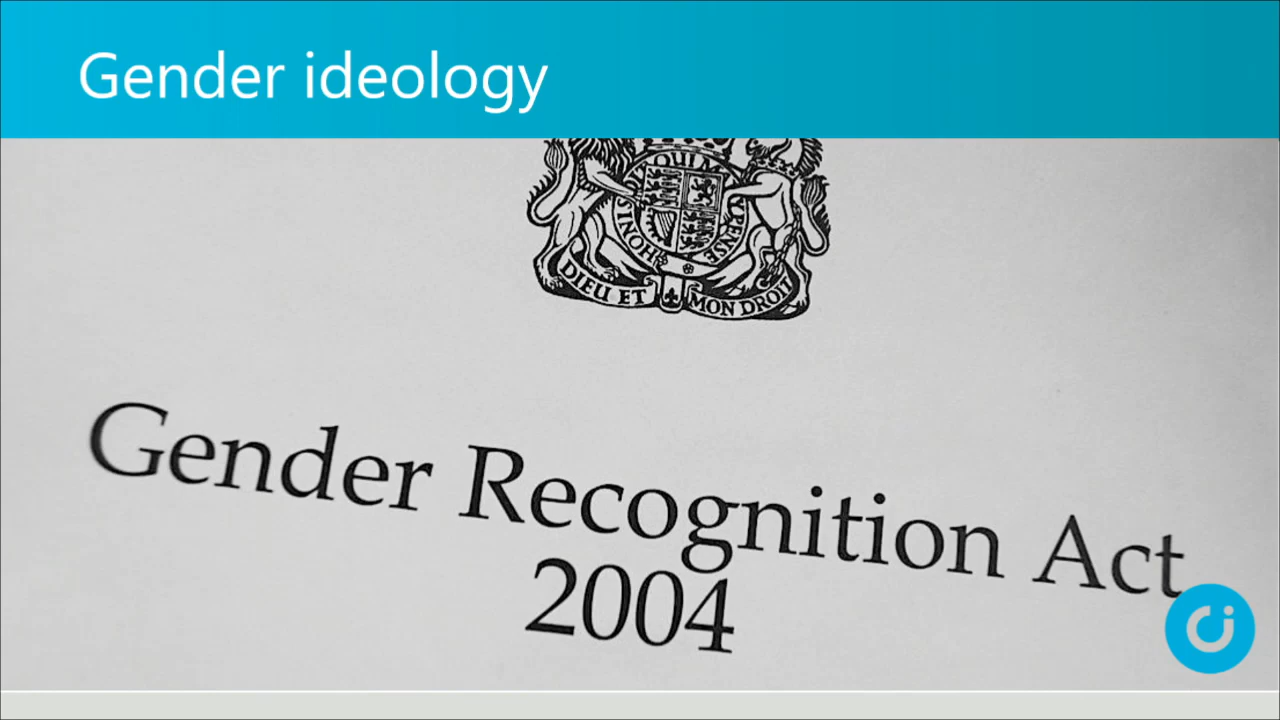 Gender ideology
DIEU ET MON DROIT
Gender Recognition Act
2004